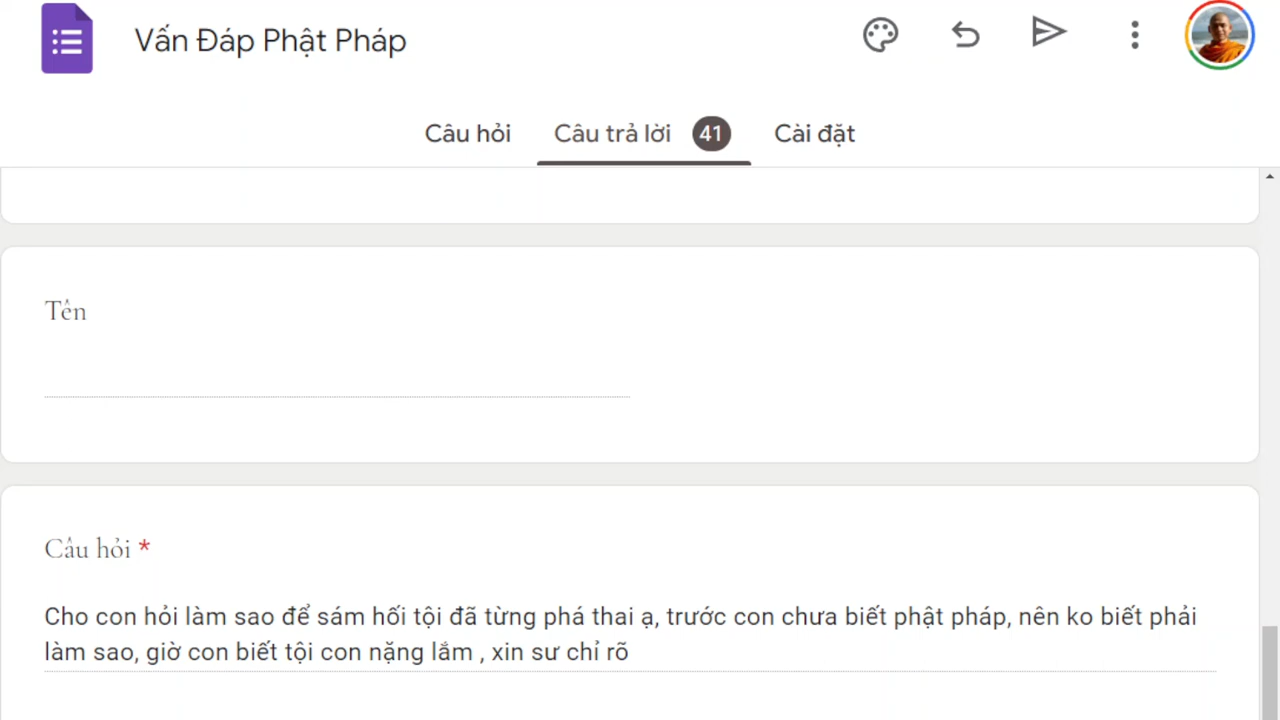 Vấn Đáp Phật Pháp
Câu hỏi
Câu trả lời
41
Cài đặt
Tên
Câu hỏi *
Cho con hỏi làm sao để sám hối tội đã từng phá thai ạ, trước con chưa biết phật pháp, nên ko biết phải
làm sao, giờ con biết tội con nặng lắm , xin sư chỉ rõ